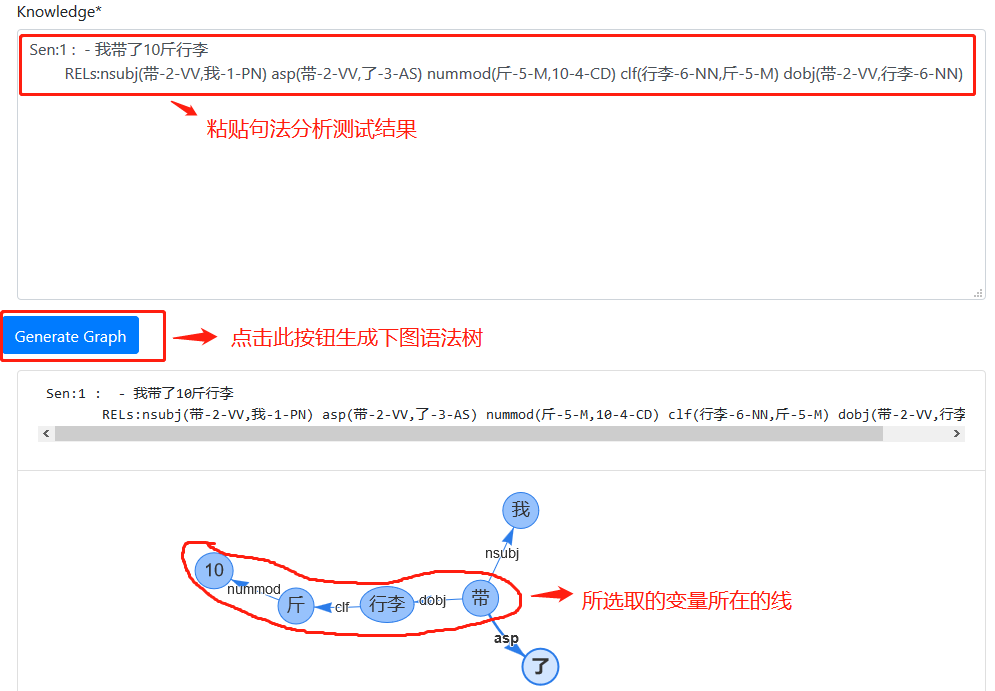 Knowledge*
Sen:1 :  - 我带了10斤行李
RELs:nsubj(带-2-VV,我-1-PN) asp(带-2-VV,了-3-AS) nummod(斤-5-M,10-4-CD) clf(行李-6-NN,斤-5-M) dobj(带-2-VV,行李-6-NN)
粘贴句法分析测试结果
Generate Graph
点击此按钮生成下图语法树
Sen:1 :  - 我带了10斤行李
RELs:nsubj(带-2-VV,我-1-PN) asp(带-2-VV,了-3-AS) nummod(斤-5-M,10-4-CD) clf(行李-6-NN,斤-5-M) dobj(带-2-VV,行李
我
nsubj
10
nummod
斤
clf
行李
dobj
带
所选取的变量所在的线
asp
了